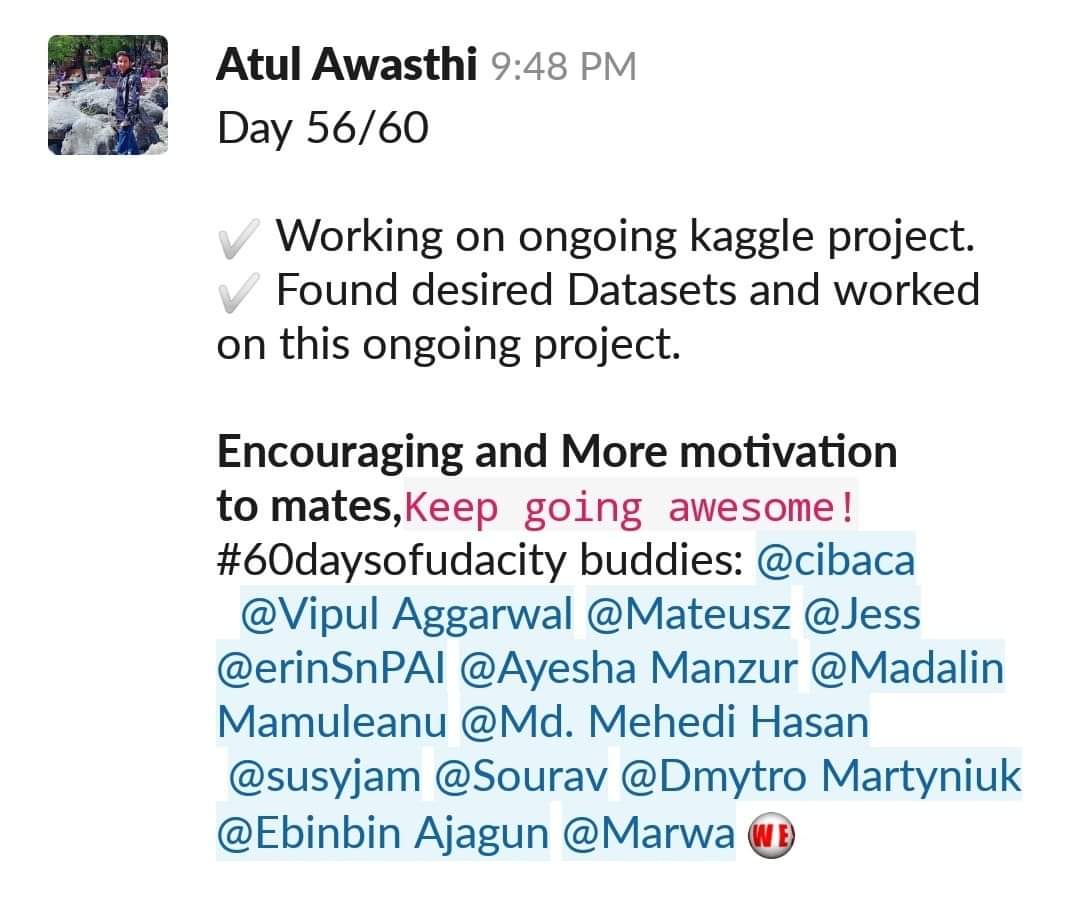 Atul Awasthi 9:48 PM
Day 56/60
✔ Working on ongoing kaggle project.
✔ Found desired Datasets and worked
on this ongoing project.
Encouraging and More motivation
to mates,Keep going awesome!
#60daysofudacity buddies: @cibaca
@Vipul Aggarwal @Mateusz @Jess
@erinSnPAI @Ayesha Manzur @Madalin
Mamuleanu @Md. Mehedi Hasan
@susyjam @Sourav @Dmytro Martyniuk
@Ebinbin Ajagun @Marwa WE